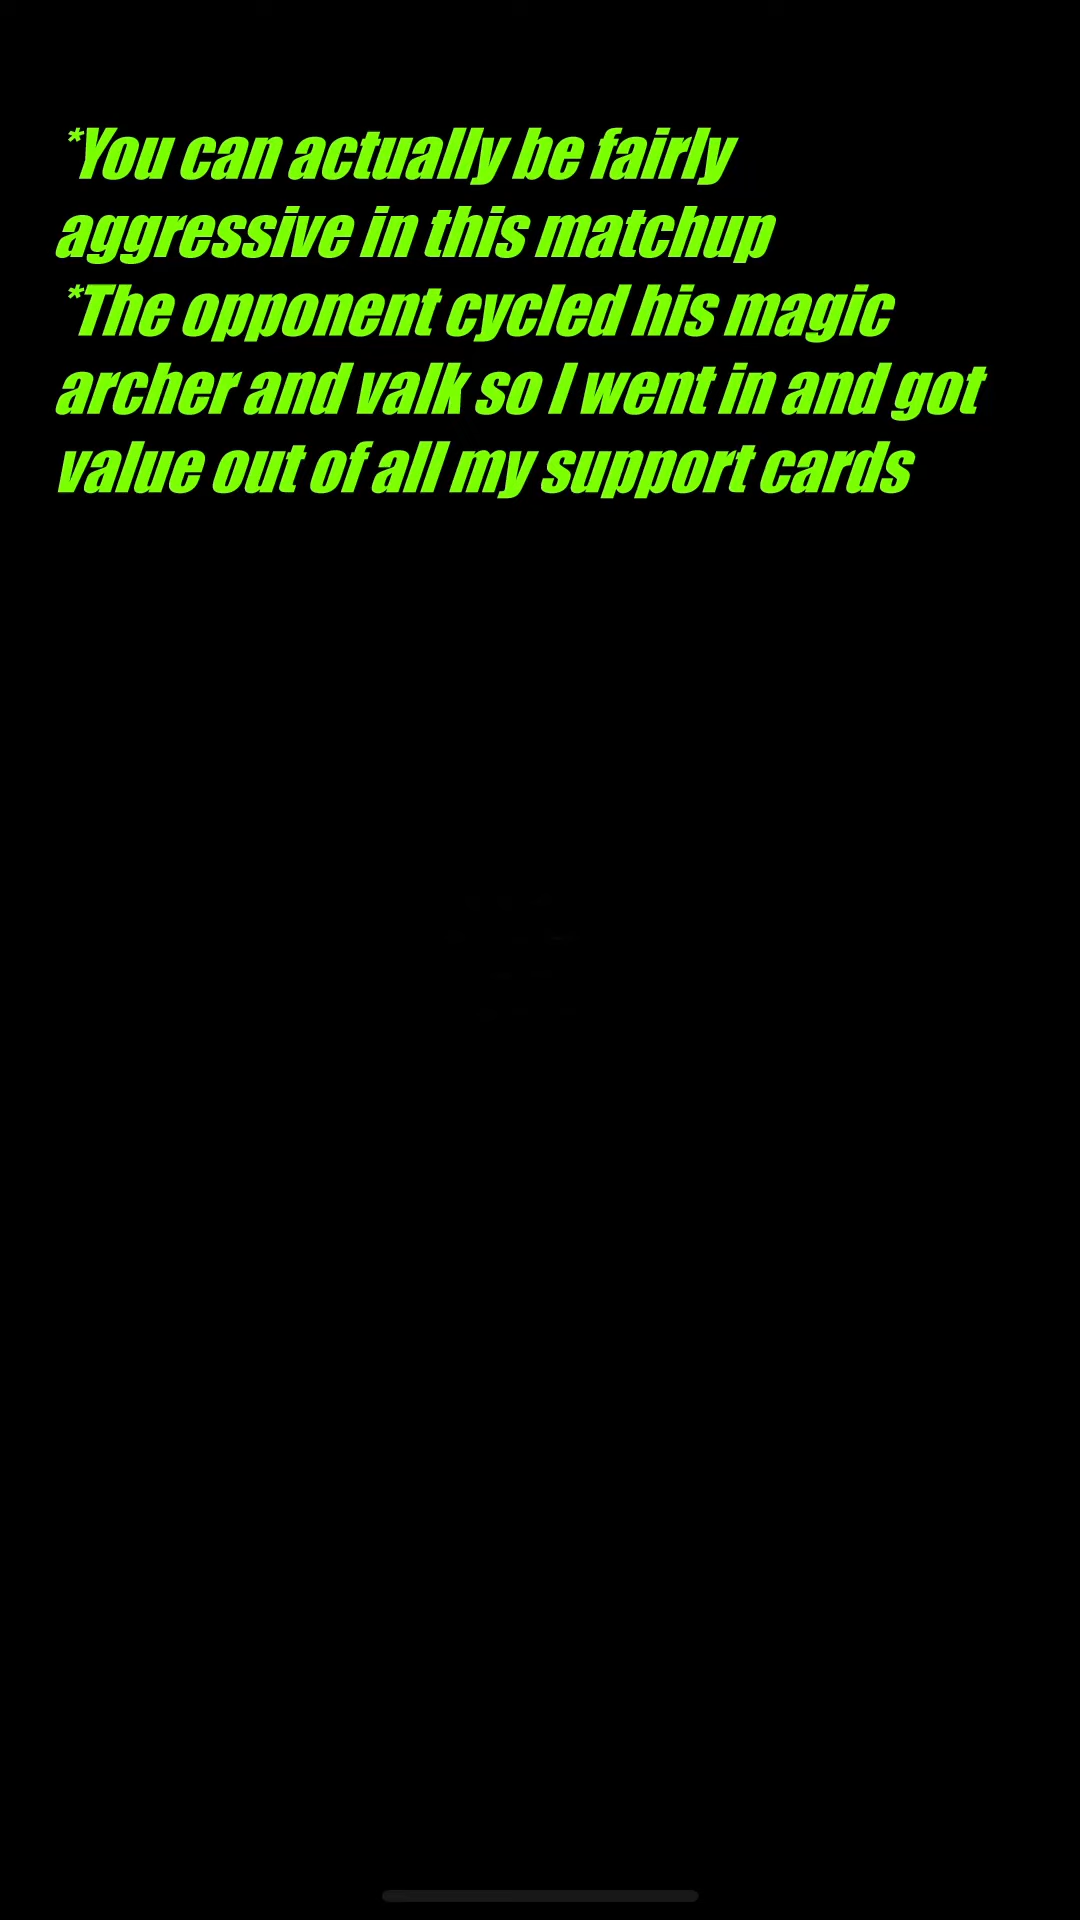 *You can actually be fairly
aggressive in this matchup
*The opponent cycled his magic
archer and valk so I went in and got
value out of all my support cards